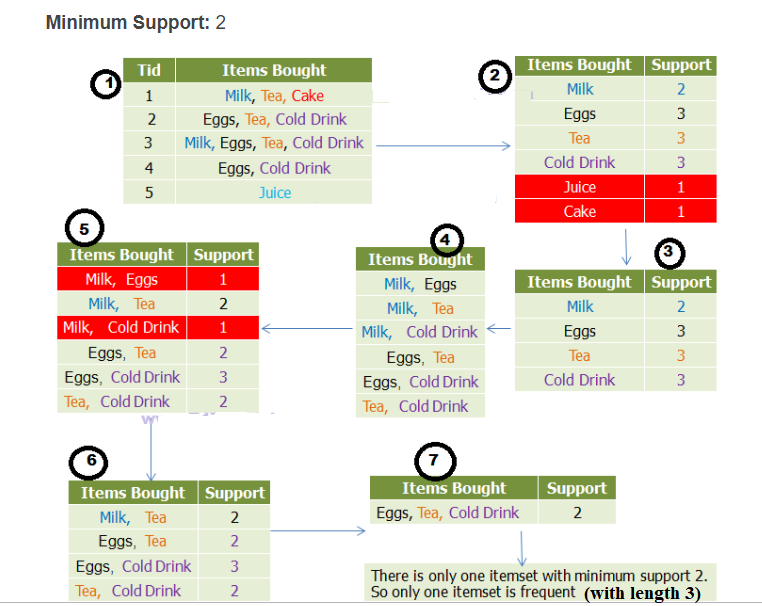 Minimum Support: 2
1
Tid Items Bought
1 Milk, Tea, Cake
2 Eggs, Tea, Cold Drink
3 Milk, Eggs, Tea, Cold Drink
4 Eggs, Cold Drink
5 Juice
2
Items Bought Support
Milk 2
Eggs 3
Tea 3
Cold Drink 3
Juice 1
Cake 1
3
Items Bought Support
Milk 2
Eggs 3
Tea 3
Cold Drink 3
4
Items Bought
Milk, Eggs
Milk, Tea
Milk, Cold Drink
Eggs, Tea
Eggs, Cold Drink
Tea, Cold Drink
5
Items Bought Support
Milk, Eggs 1
Milk, Tea 2
Milk, Cold Drink 1
Eggs, Tea 2
Eggs, Cold Drink 3
Tea, Cold Drink 2
6
Items Bought Support
Milk, Tea 2
Eggs, Tea 2
Eggs, Cold Drink 3
Tea, Cold Drink 2
7
Items Bought Support
Eggs, Tea, Cold Drink 2
There is only one itemset with minimum support 2.
So only one itemset is frequent (with length 3)